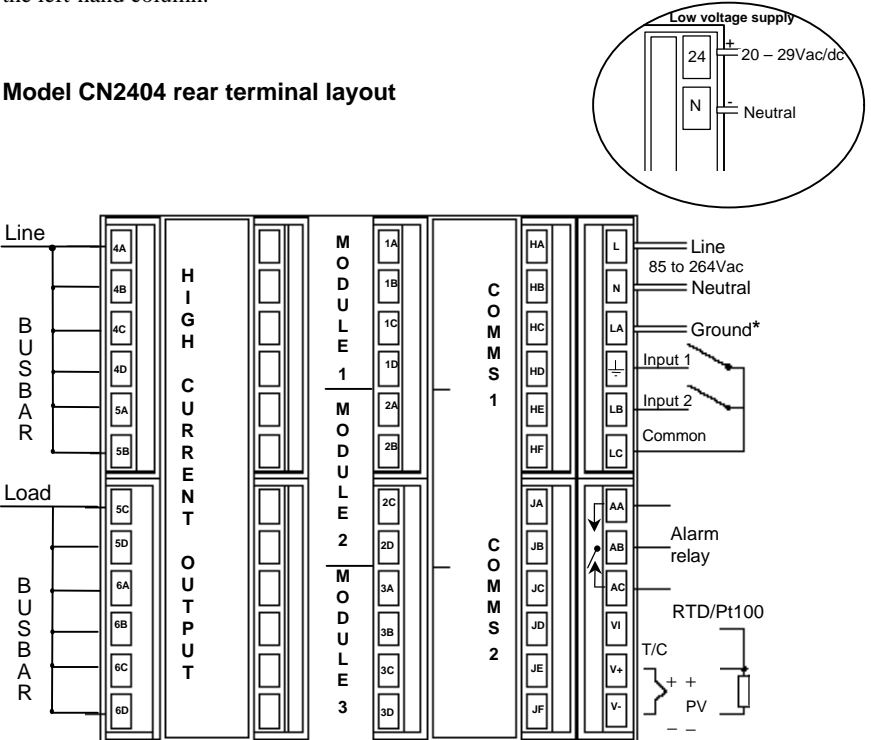 the left-hand column.
Low voltage supply
24
+
20 – 29Vac/dc
N
-
Neutral
Model CN2404 rear terminal layout
Line
BUSBAR
4A
4B
4C
4D
5A
5B
Load
BUSBAR
5C
5D
6A
6B
6C
6D
HIGH CURRENT OUTPUT
MODULE 1
MODULE 2
MODULE 3
1A
1B
1C
1D
2A
2B
2C
2D
3A
3B
3C
3D
COMMS 1
COMMS 2
HA
HB
HC
HD
HE
HF
JA
JB
JC
JD
JE
JF
L
N
LA
LB
LC
AA
AB
AC
VI
V+
V-
Line
85 to 264Vac
Neutral
Ground*
Input 1
Input 2
Common
Alarm
relay
RTD/Pt100
T/C
+ +
PV
– –